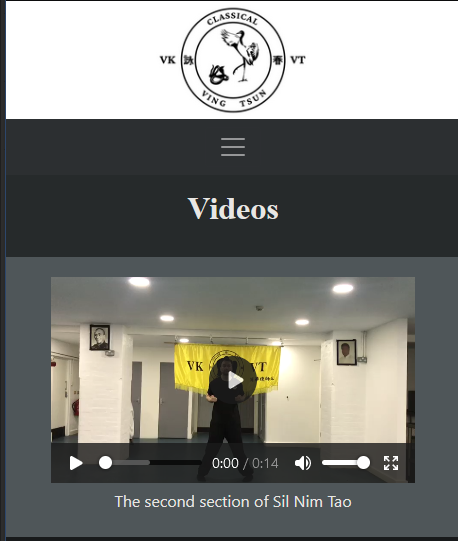 CLASSICAL
VK 詠 春 VT
VING TSUN
Videos
VK VT
0:00 / 0:14
The second section of Sil Nim Tao